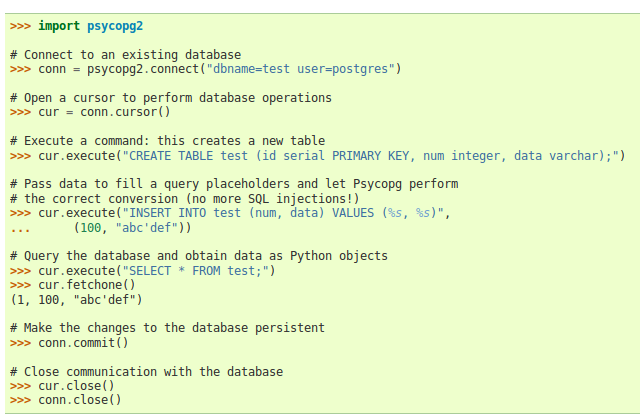 >>> import psycopg2
# Connect to an existing database
>>> conn = psycopg2.connect("dbname=test user=postgres")
# Open a cursor to perform database operations
>>> cur = conn.cursor()
# Execute a command: this creates a new table
>>> cur.execute("CREATE TABLE test (id serial PRIMARY KEY, num integer, data varchar);")
# Pass data to fill a query placeholders and let Psycopg perform
# the correct conversion (no more SQL injections!)
>>> cur.execute("INSERT INTO test (num, data) VALUES (%s, %s)",
...      (100, "abc'def"))
# Query the database and obtain data as Python objects
>>> cur.execute("SELECT * FROM test;")
>>> cur.fetchone()
(1, 100, "abc'def")
# Make the changes to the database persistent
>>> conn.commit()
# Close communication with the database
>>> cur.close()
>>> conn.close()